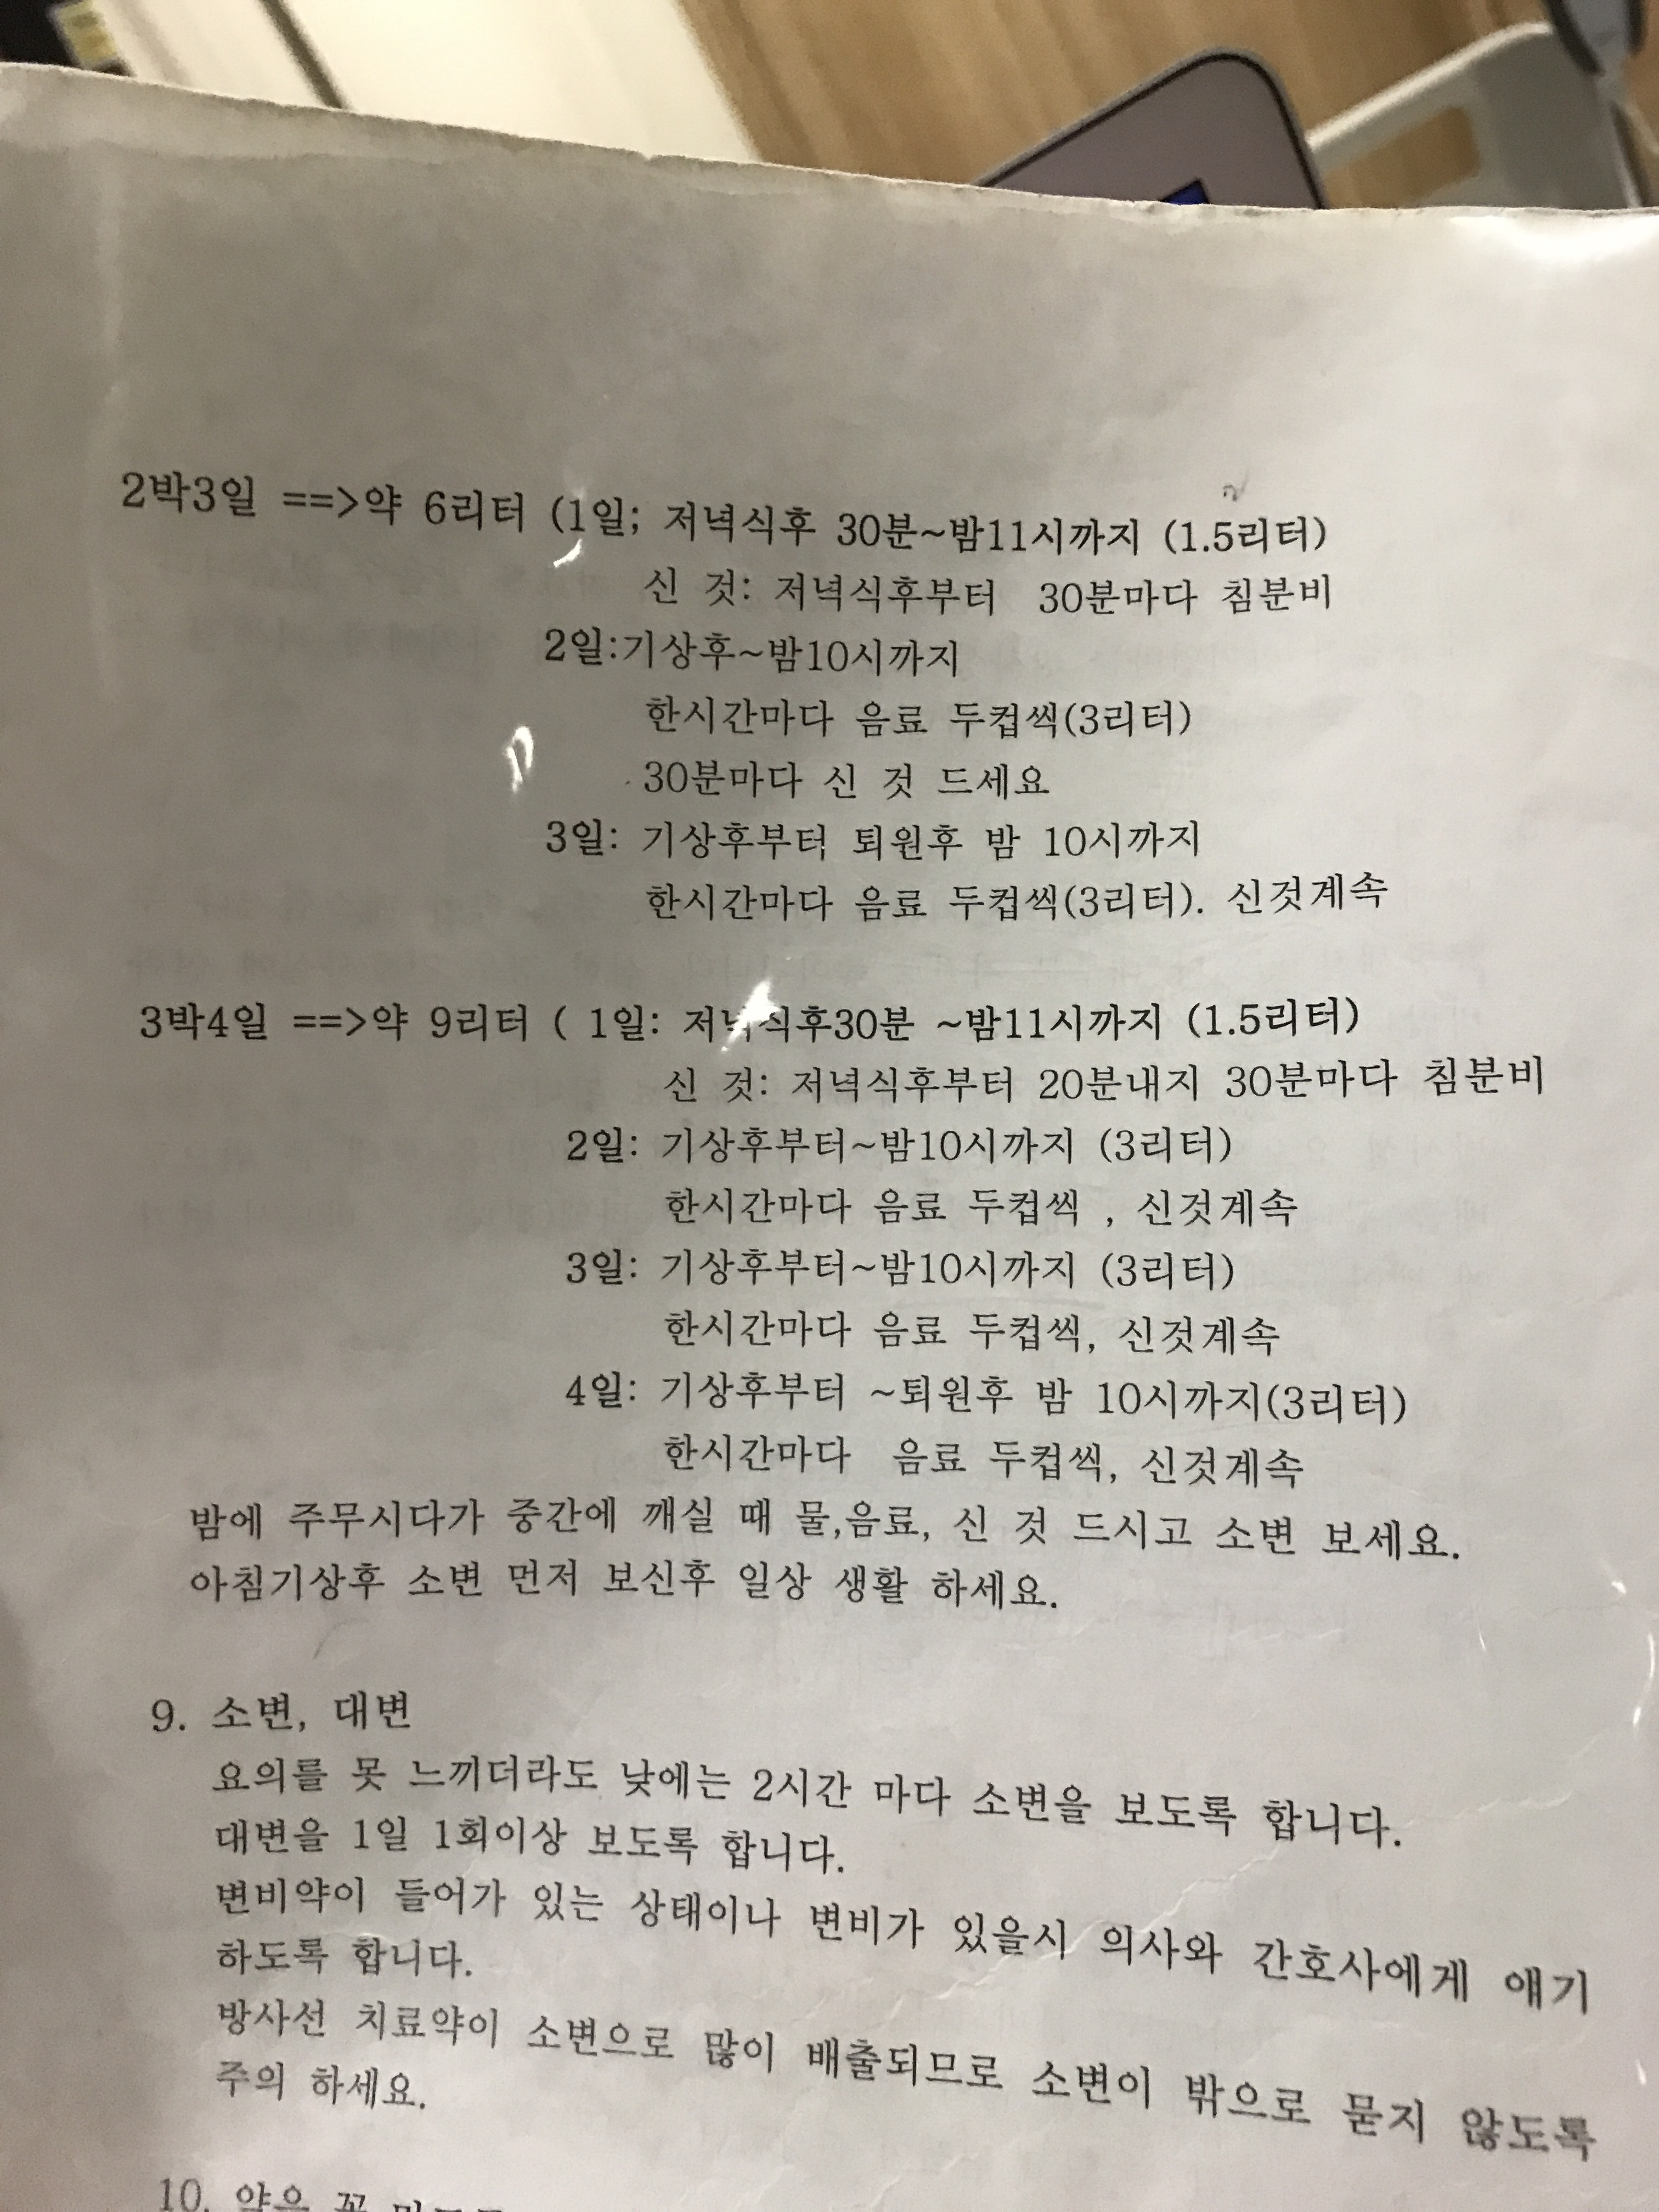 2박3일 ==>약 6리터 (1일; 저녁식후 30분~밤11시까지 (1.5리터)
신 것: 저녁식후부터 30분마다 침분비
2일:기상후~밤10시까지
한시간마다 음료 두컵씩(3리터)
30분마다 신 것 드세요
3일: 기상후부터 퇴원후 밤 10시까지
한시간마다 음료 두컵씩(3리터). 신것계속
3박4일 ==>약 9리터 ( 1일: 저녁식후30분 ~밤11시까지 (1.5리터)
신 것: 저녁식후부터 20분내지 30분마다 침분비
2일: 기상후부터~밤10시까지 (3리터)
한시간마다 음료 두컵씩 , 신것계속
3일: 기상후부터~밤10시까지 (3리터)
한시간마다 음료 두컵씩, 신것계속
4일: 기상후부터 ~퇴원후 밤 10시까지(3리터)
한시간마다 음료 두컵씩, 신것계속
밤에 주무시다가 중간에 깨실 때 물,음료, 신 것 드시고 소변 보세요.
아침기상후 소변 먼저 보신후 일상 생활 하세요.
9. 소변, 대변
요의를 못 느끼더라도 낮에는 2시간 마다 소변을 보도록 합니다.
대변을 1일 1회이상 보도록 합니다.
변비약이 들어가 있는 상태이나 변비가 있을시 의사와 간호사에게 얘기
하도록 합니다.
방사선 치료약이 소변으로 많이 배출되므로 소변이 밖으로 묻지 않도록
주의 하세요.
10. 약은 꼭